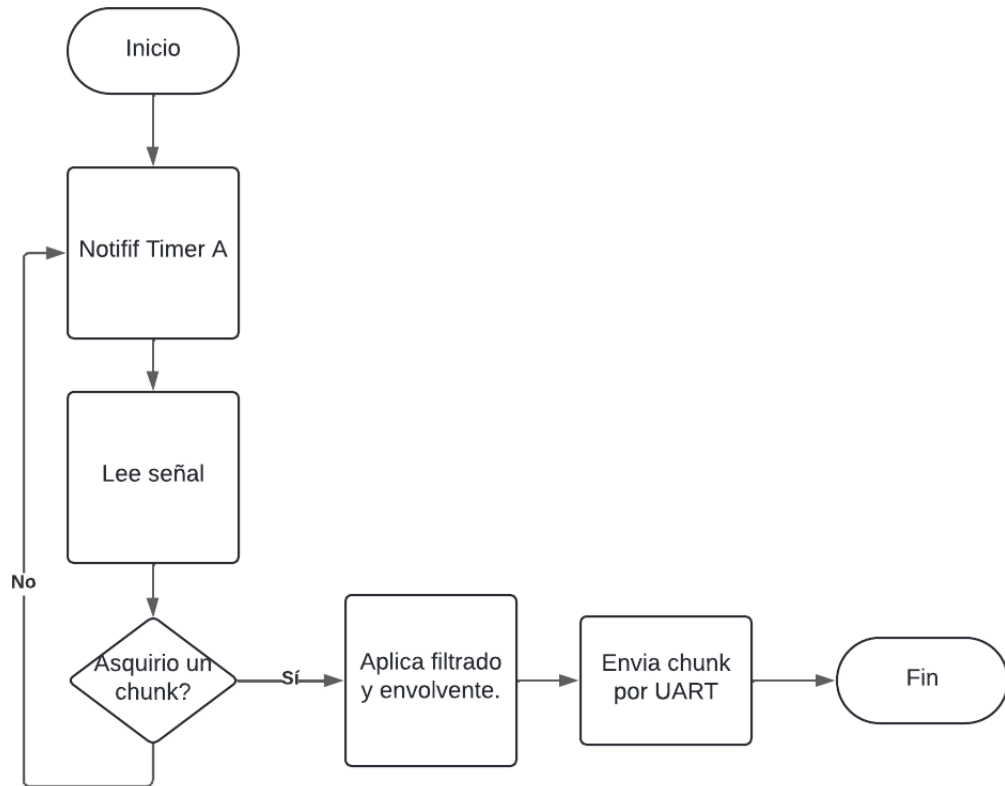 Inicio
Notifif Timer A
Lee señal
No
Asquirio un
chunk?
Sí
Aplica filtrado
y envolvente.
Envia chunk
por UART
Fin